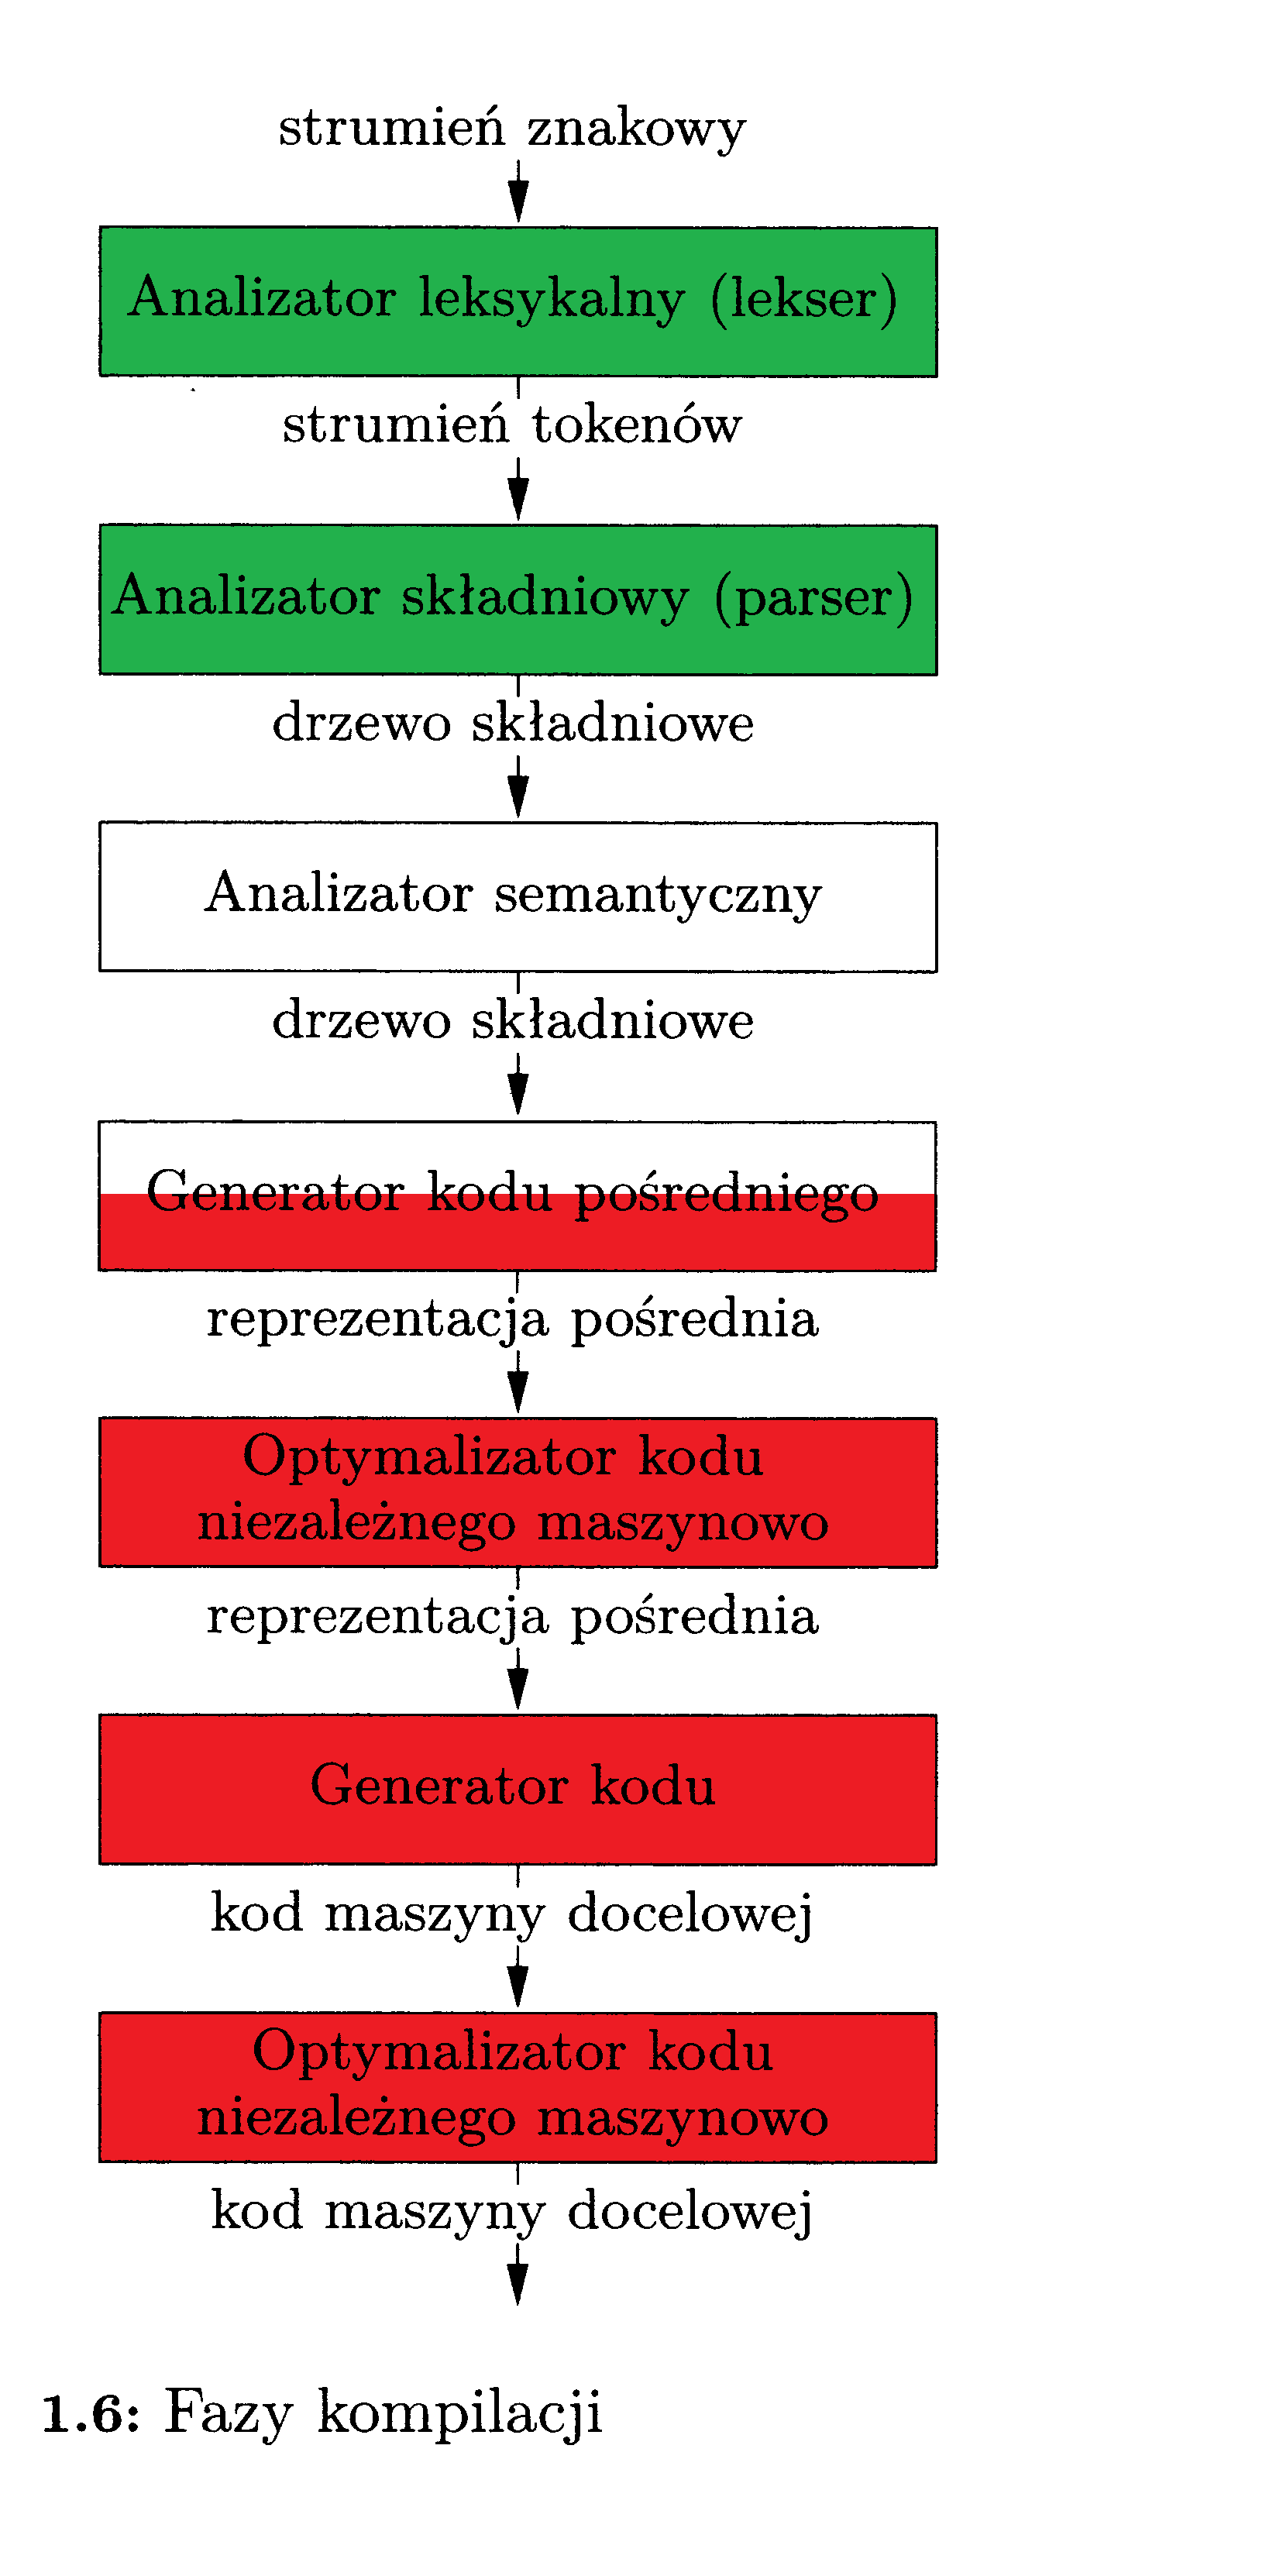 strumień znakowy
Analizator leksykalny (lekser)
strumień tokenów
Analizator składniowy (parser)
drzewo składniowe
Analizator semantyczny
drzewo składniowe
Generator kodu pośredniego
reprezentacja pośrednia
Optymalizator kodu
niezależnego maszynowo
reprezentacja pośrednia
Generator kodu
kod maszyny docelowej
Optymalizator kodu
niezależnego maszynowo
kod maszyny docelowej
1.6: Fazy kompilacji